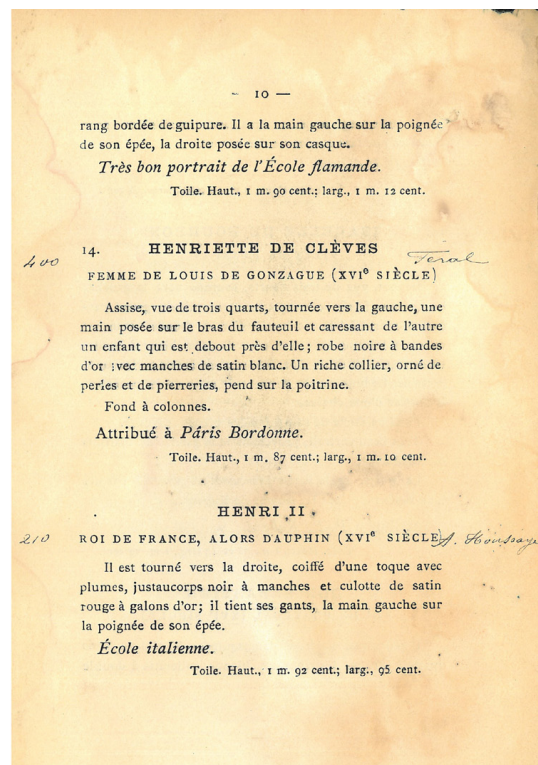 - 10 —
rang bordée de guipure. Il a la main gauche sur la poignée
de son épée, la droite posée sur son casque.
Très bon portrait de l'École flamande.
Toile. Haut., 1 m. 90 cent.; larg., 1 m. 12 cent.
400 14. HENRIETTE DE CLÈVES Féral
FEMME DE LOUIS DE GONZAGUE (XVIe SIÈCLE)
Assise, vue de trois quarts, tournée vers la gauche, une
main posée sur le bras du fauteuil et caressant de l'autre
un enfant qui est debout près d'elle; robe noire à bandes
d'or avec manches de satin blanc. Un riche collier, orné de
perles et de pierreries, pend sur la poitrine.
Fond à colonnes.
Attribué à Pâris Bordonne.
Toile. Haut., 1 m. 87 cent.; larg., 1 m. 10 cent.
HENRI II
210 ROI DE FRANCE, ALORS DAUPHIN (XVIe SIÈCLE) A. Houssaye
Il est tourné vers la droite, coiffé d'une toque avec
plumes, justaucorps noir à manches et culotte de satin
rouge à galons d'or; il tient ses gants, la main gauche sur
la poignée de son épée.
École italienne.
Toile. Haut., 1 m. 92 cent.; larg., 95 cent.